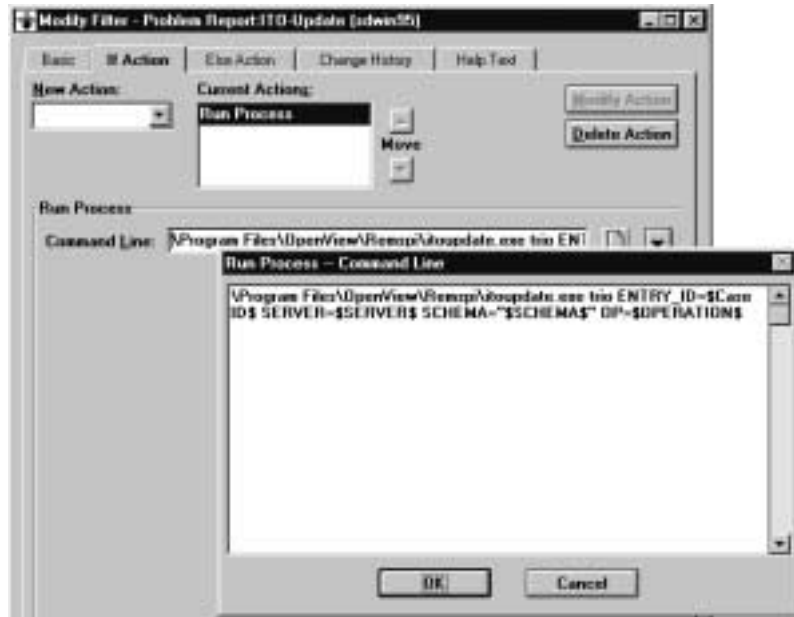 Modify Filter - Problem Report:ITO-Update (adwin95)
Basic If Action Else Action Change History Help Text
New Action:
Current Actions:
Run Process
Move
Modify Action
Delete Action
Run Process
Command Line: \Program Files\OpenView\Remspi\itoupdate.exe trio ENT
Run Process -- Command Line
\Program Files\OpenView\Remspi\itoupdate.exe trio ENTRY_ID=$Case
ID$ SERVER=$SERVER$ SCHEMA="$SCHEMA$" OP=$OPERATION$
OK
Cancel